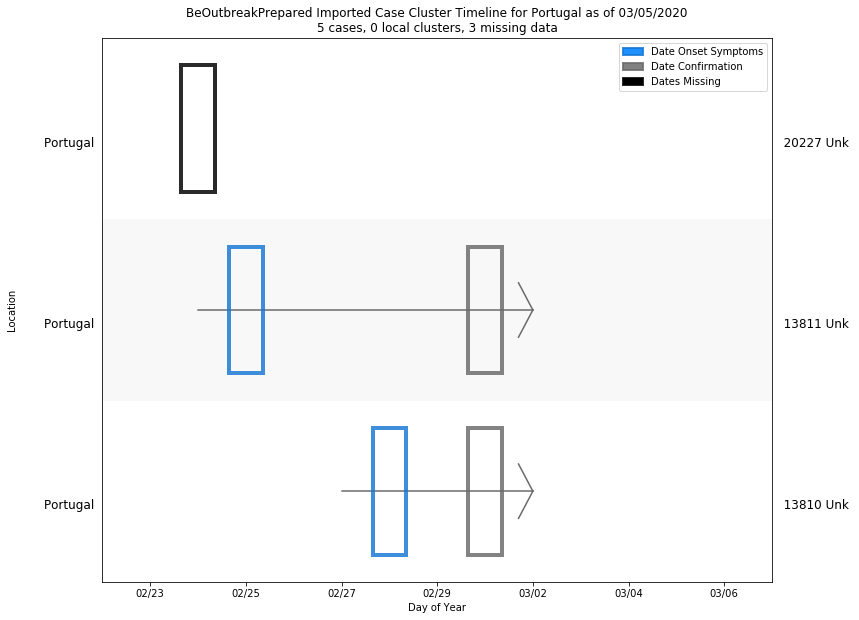 BeOutbreakPrepared Imported Case Cluster Timeline for Portugal as of 03/05/2020
5 cases, 0 local clusters, 3 missing data
Date Onset Symptoms
Date Confirmation
Dates Missing
Portugal
20227 Unk
Location
Portugal
13811 Unk
Portugal
13810 Unk
02/23
02/25
02/27
02/29
03/02
03/04
03/06
Day of Year